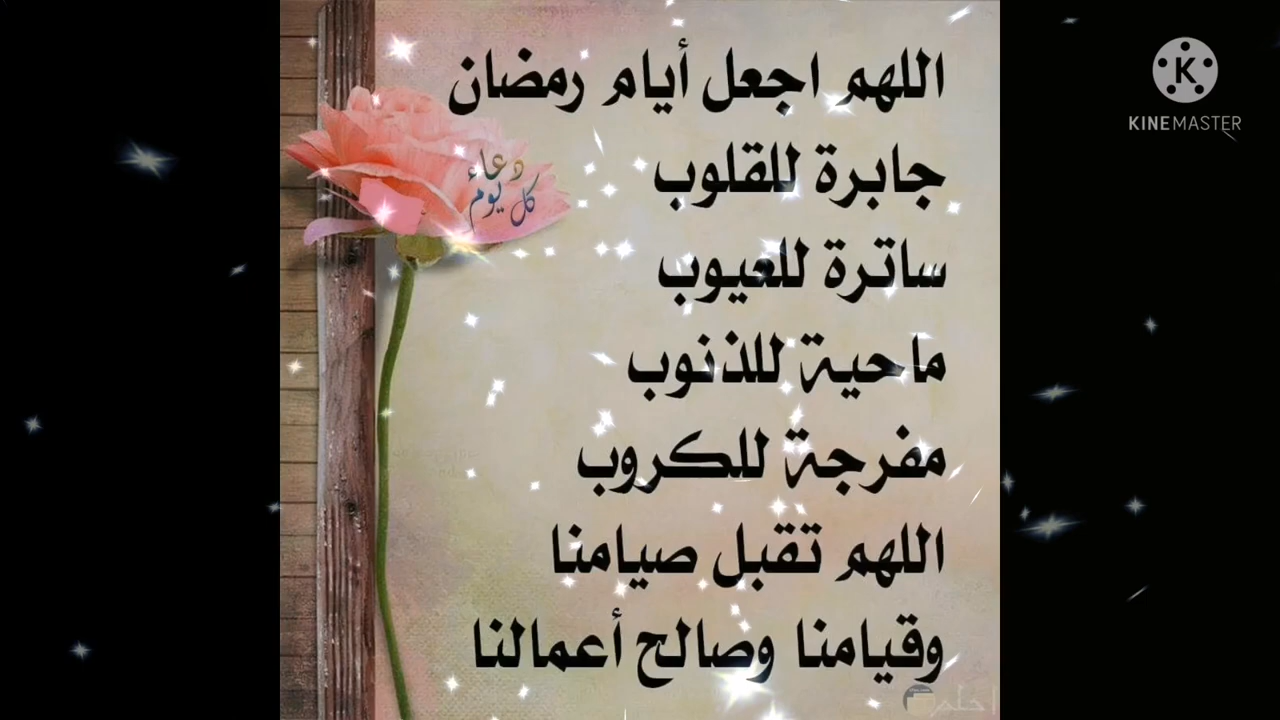 اللهم اجعل أيام رمضان
جابرة للقلوب
ساترة للعيوب
ماحية للذنوب
مفرجة للكروب
اللهم تقبل صيامنا
وقيامنا وصالح أعمالنا
دعاء
كل يوم
K
KINEMASTER
احلم